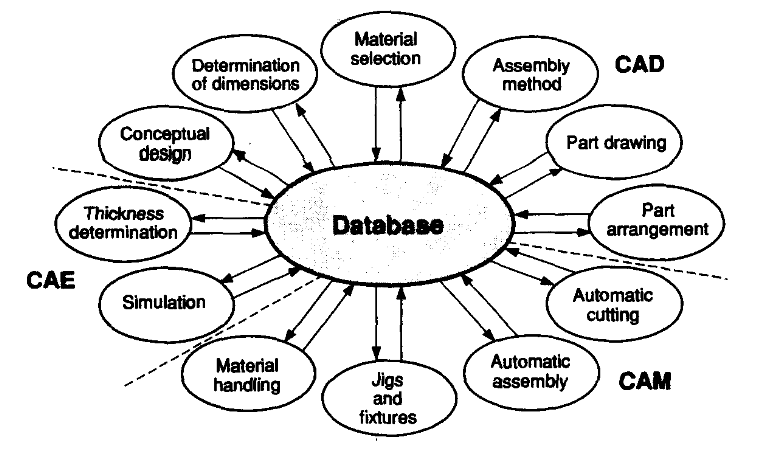 Material
selection
CAD
Determination
of dimensions
Assembly
method
Conceptual
design
Part drawing
Thickness
determination
Database
Part
arrangement
CAE
Simulation
Automatic
cutting
Material
handling
Jigs
and
fixtures
Automatic
assembly
CAM